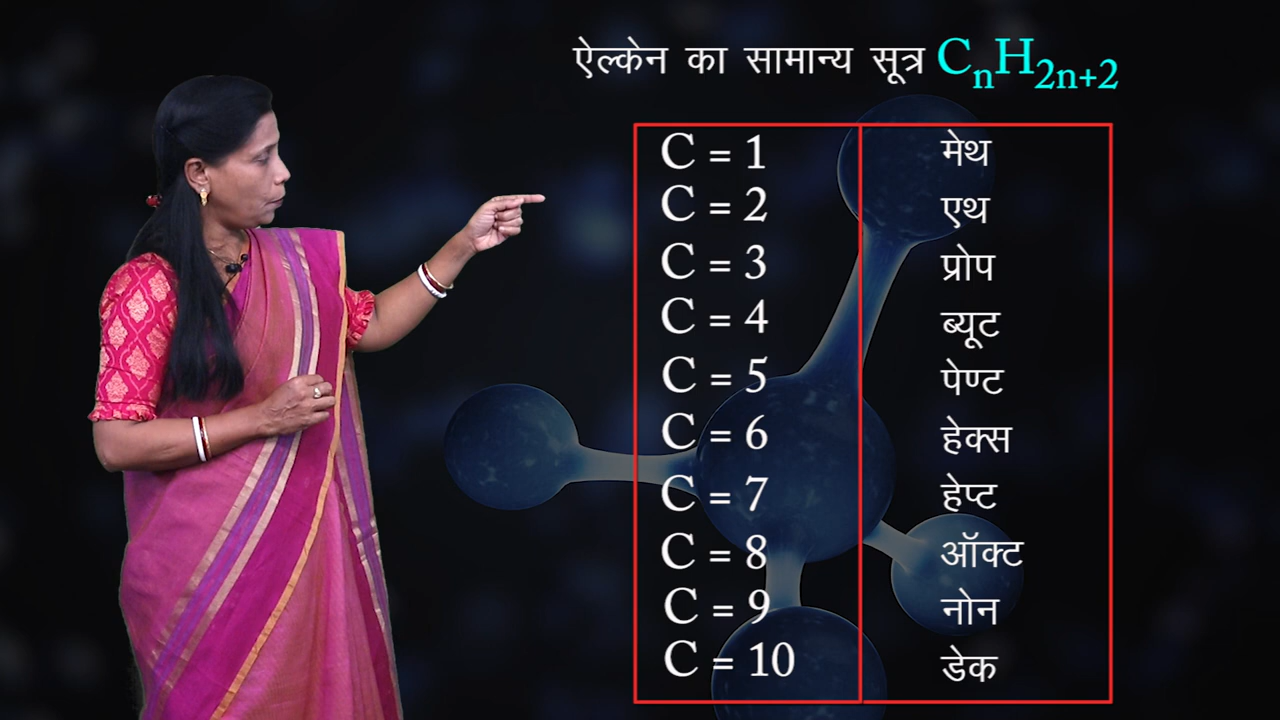 ऐल्केन का सामान्य सूत्र CₙH₂ₙ₊₂
C = 1 मेथ
C = 2 एथ
C = 3 प्रोप
C = 4 ब्यूट
C = 5 पेण्ट
C = 6 हेक्स
C = 7 हेप्ट
C = 8 ऑक्ट
C = 9 नोन
C = 10 डेक